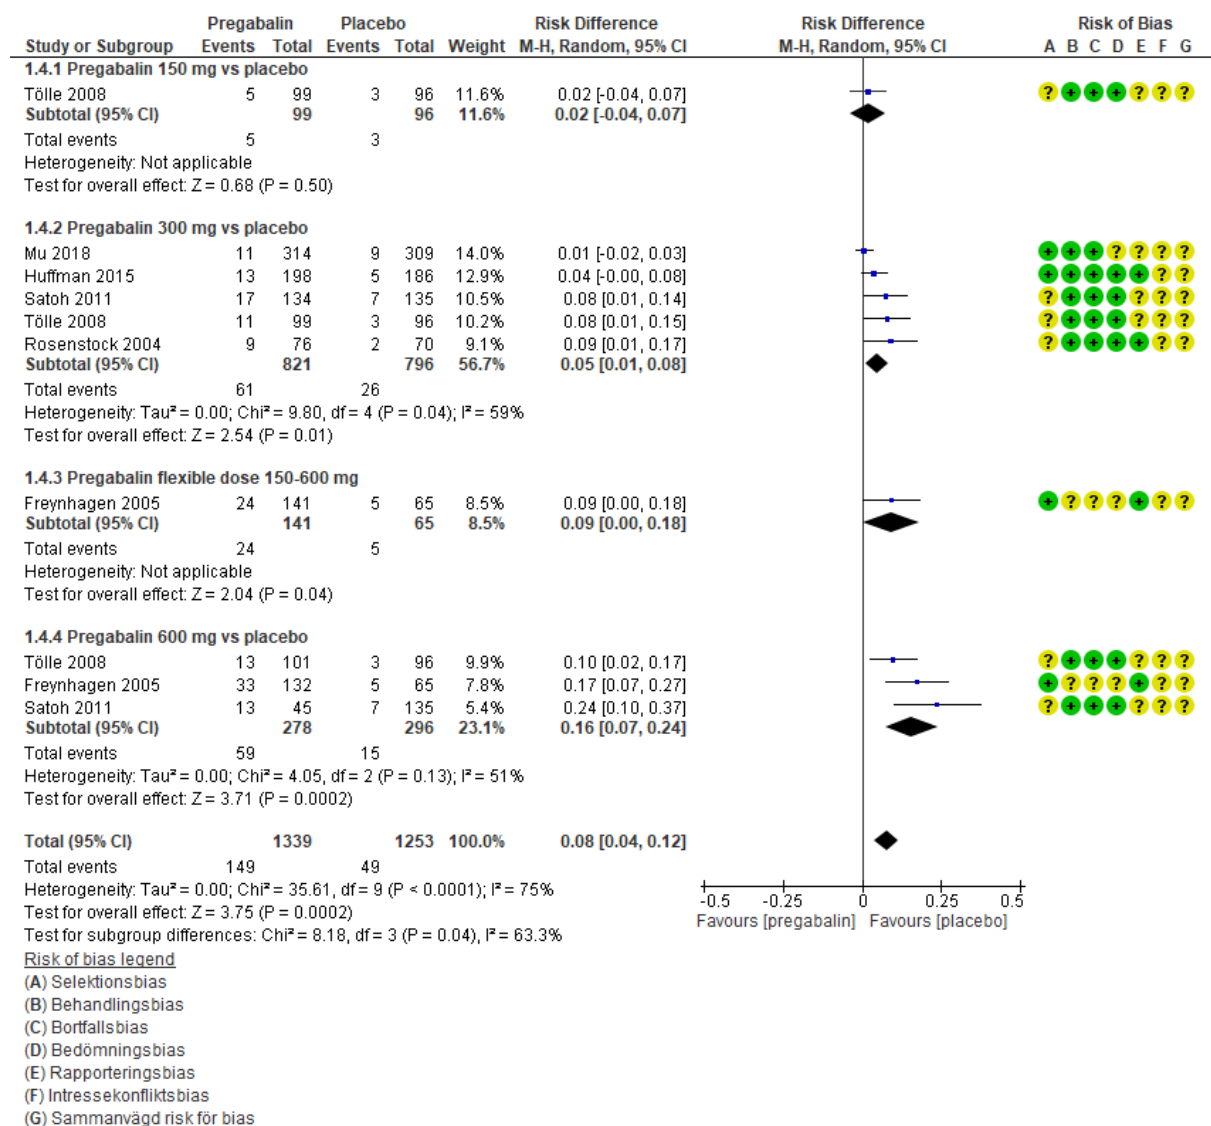 Pregabalin Placebo Risk Difference Risk Difference Risk of Bias
Study or Subgroup Events Total Events Total Weight M-H, Random, 95% CI M-H, Random, 95% CI A B C D E F G
1.4.1 Pregabalin 150 mg vs placebo
Tölle 2008 5 99 3 96 11.6% 0.02 [-0.04, 0.07] ? + + + ? ? ?
Subtotal (95% CI) 99 96 11.6% 0.02 [-0.04, 0.07]
Total events 5 3
Heterogeneity: Not applicable
Test for overall effect: Z = 0.68 (P = 0.50)
1.4.2 Pregabalin 300 mg vs placebo
Mu 2018 11 314 9 309 14.0% 0.01 [-0.02, 0.03] + + + ? ? ? ?
Huffman 2015 13 198 5 186 12.9% 0.04 [-0.00, 0.08] + + + + + ? ?
Satoh 2011 17 134 7 135 10.5% 0.08 [0.01, 0.14] ? + + + ? ? ?
Tölle 2008 11 99 3 96 10.2% 0.08 [0.01, 0.15] ? + + + ? ? ?
Rosenstock 2004 9 76 2 70 9.1% 0.09 [0.01, 0.17] ? + + + + ? ?
Subtotal (95% CI) 821 796 56.7% 0.05 [0.01, 0.08]
Total events 61 26
Heterogeneity: Tau² = 0.00; Chi² = 9.80, df = 4 (P = 0.04); I² = 59%
Test for overall effect: Z = 2.54 (P = 0.01)
1.4.3 Pregabalin flexible dose 150-600 mg
Freynhagen 2005 24 141 5 65 8.5% 0.09 [0.00, 0.18] + ? ? ? + ? ?
Subtotal (95% CI) 141 65 8.5% 0.09 [0.00, 0.18]
Total events 24 5
Heterogeneity: Not applicable
Test for overall effect: Z = 2.04 (P = 0.04)
1.4.4 Pregabalin 600 mg vs placebo
Tölle 2008 13 101 3 96 9.9% 0.10 [0.02, 0.17] ? + + + ? ? ?
Freynhagen 2005 33 132 5 65 7.8% 0.17 [0.07, 0.27] + ? ? ? + ? ?
Satoh 2011 13 45 7 135 5.4% 0.24 [0.10, 0.37] ? + + + ? ? ?
Subtotal (95% CI) 278 296 23.1% 0.16 [0.07, 0.24]
Total events 59 15
Heterogeneity: Tau² = 0.00; Chi² = 4.05, df = 2 (P = 0.13); I² = 51%
Test for overall effect: Z = 3.71 (P = 0.0002)
Total (95% CI) 1339 1253 100.0% 0.08 [0.04, 0.12]
Total events 149 49
Heterogeneity: Tau² = 0.00; Chi² = 35.61, df = 9 (P < 0.0001); I² = 75%
Test for overall effect: Z = 3.75 (P = 0.0002)
Test for subgroup differences: Chi² = 8.18, df = 3 (P = 0.04), I² = 63.3%
-0.5 -0.25 0 0.25 0.5
Favours [pregabalin] Favours [placebo]
Risk of bias legend
(A) Selektionsbias
(B) Behandlingsbias
(C) Bortfallsbias
(D) Bedömningsbias
(E) Rapporteringsbias
(F) Intressekonfliktsbias
(G) Sammanvägd risk för bias